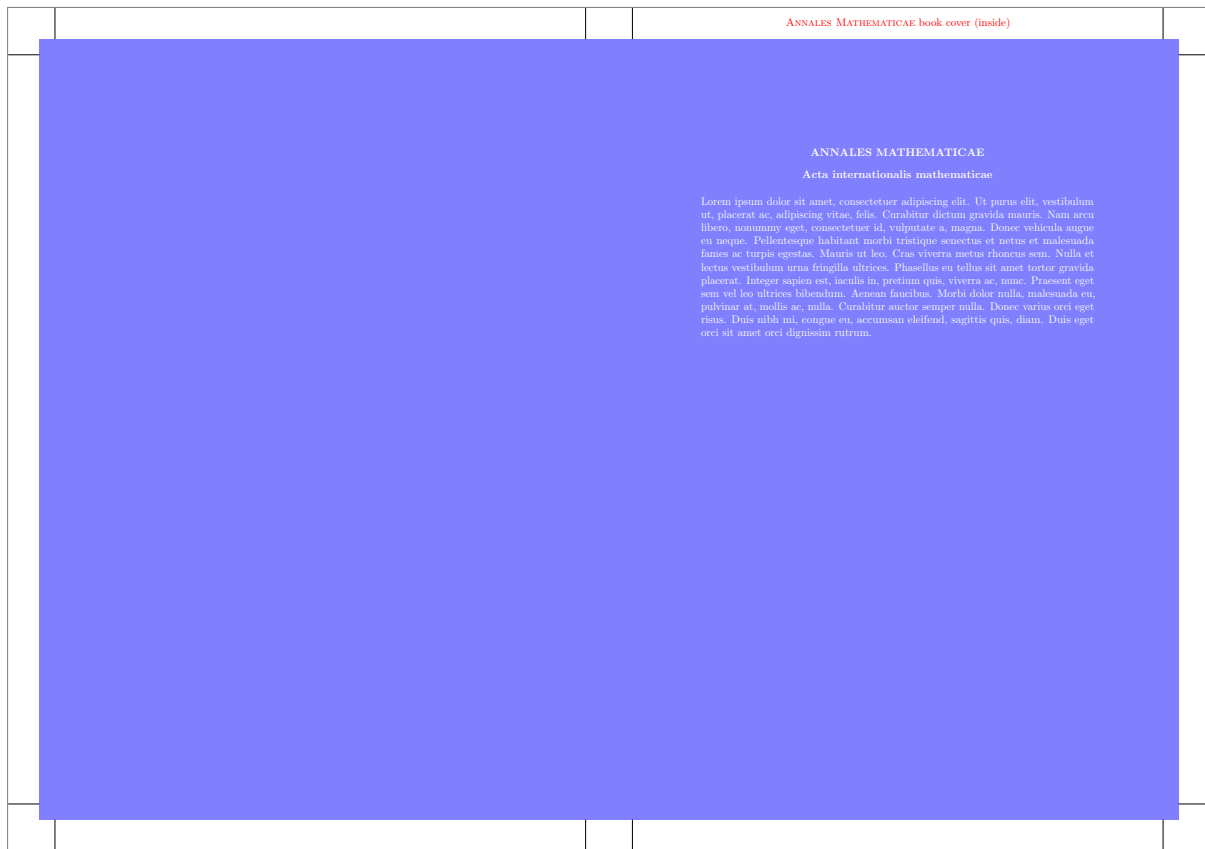 ANNALES MATHEMATICAE book cover (inside)
ANNALES MATHEMATICAE
Acta internationalis mathematicae
Lorem ipsum dolor sit amet, consectetuer adipiscing elit. Ut purus elit, vestibulum
ut, placerat ac, adipiscing vitae, felis. Curabitur dictum gravida mauris. Nam arcu
libero, nonummy eget, consectetuer id, vulputate a, magna. Donec vehicula augue
eu neque. Pellentesque habitant morbi tristique senectus et netus et malesuada
fames ac turpis egestas. Mauris ut leo. Cras viverra metus rhoncus sem. Nulla et
lectus vestibulum urna fringilla ultrices. Phasellus eu tellus sit amet tortor gravida
placerat. Integer sapien est, iaculis in, pretium quis, viverra ac, nunc. Praesent eget
sem vel leo ultrices bibendum. Aenean faucibus. Morbi dolor nulla, malesuada eu,
pulvinar at, mollis ac, nulla. Curabitur auctor semper nulla. Donec varius orci eget
risus. Duis nibh mi, congue eu, accumsan eleifend, sagittis quis, diam. Duis eget
orci sit amet orci dignissim rutrum.